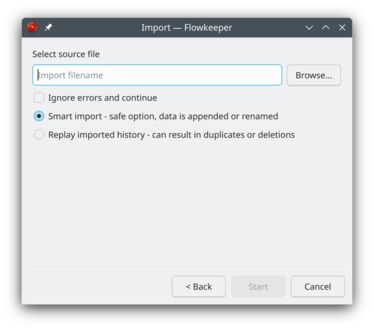 Import — Flowkeeper
Select source file
Import filename
Browse...
Ignore errors and continue
Smart import - safe option, data is appended or renamed
Replay imported history - can result in duplicates or deletions
< Back
Start
Cancel